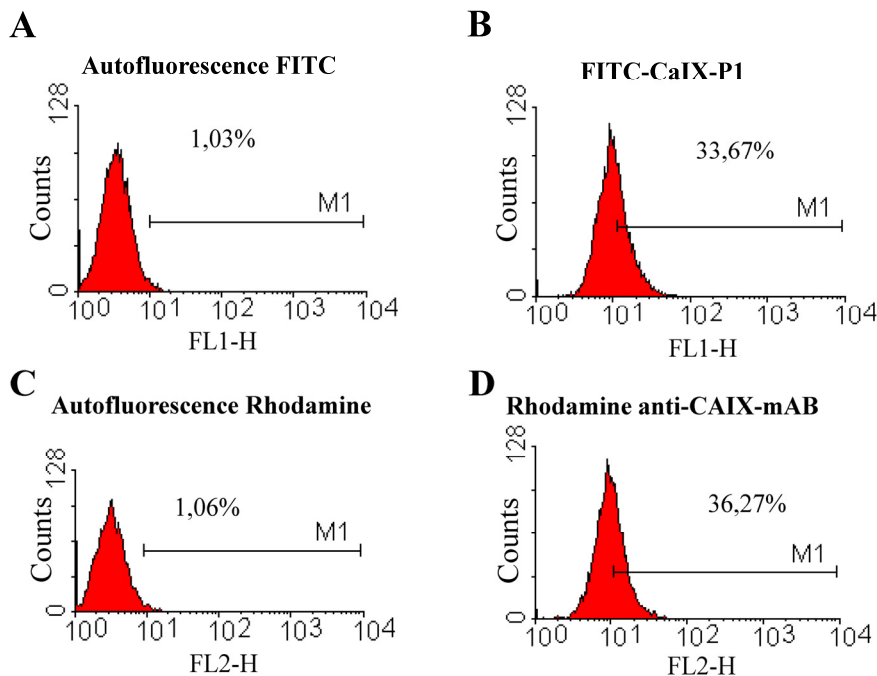 A
Autofluorescence FITC
128
1,03%
M1
Counts
0
100 101 102 103 104
FL1-H
B
FITC-CaIX-P1
128
33,67%
M1
Counts
0
100 101 102 103 104
FL1-H
C
Autofluorescence Rhodamine
128
1,06%
M1
Counts
0
100 101 102 103 104
FL2-H
D
Rhodamine anti-CAIX-mAB
128
36,27%
M1
Counts
0
100 101 102 103 104
FL2-H